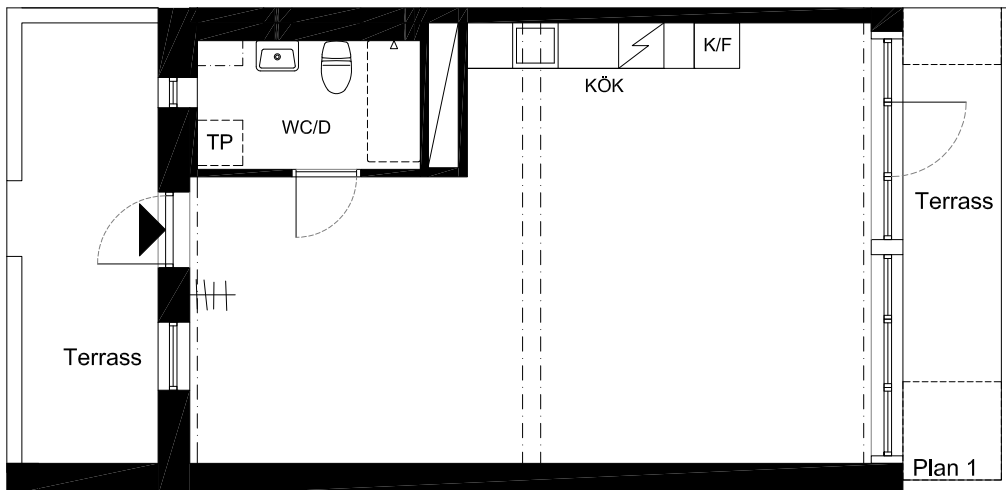 K/F
KÖK
WC/D
TP
Terrass
Terrass
Plan 1